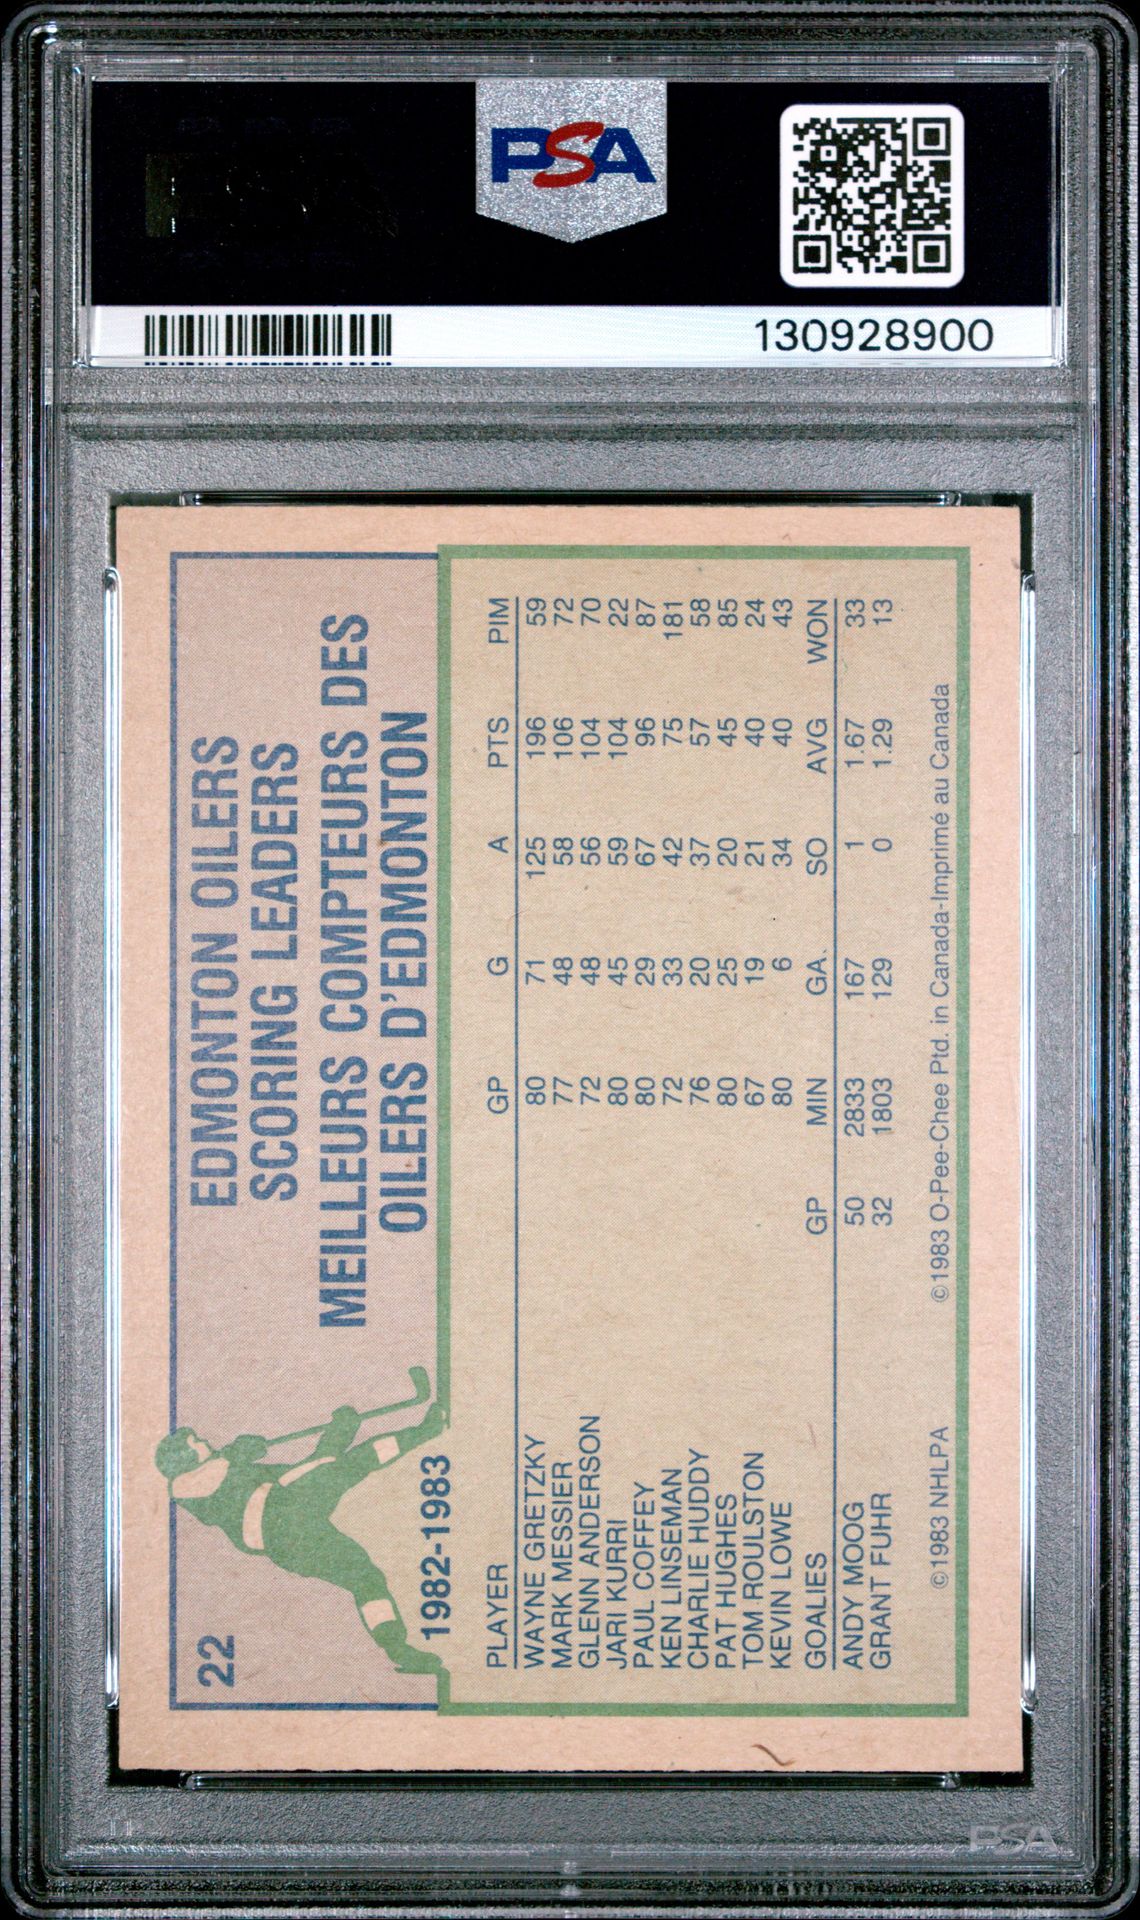 PSA
130928900
22
EDMONTON OILERS
SCORING LEADERS
MEILLEURS COMPTEURS DES
OILERS D'EDMONTON
1982-1983
PLAYER GP G A PTS PIM
WAYNE GRETZKY 80 71 125 196 59
MARK MESSIER 77 48 58 106 72
GLENN ANDERSON 72 48 56 104 70
JARI KURRI 80 45 59 104 22
PAUL COFFEY 80 29 67 96 87
KEN LINSEMAN 72 33 42 75 181
CHARLIE HUDDY 76 20 37 57 58
PAT HUGHES 80 25 20 45 85
TOM ROULSTON 67 19 21 40 24
KEVIN LOWE 80 6 34 40 43
GOALIES GP MIN GA. SO AVG WON
ANDY MOOG 50 2833 167 1 1.67 33
GRANT FUHR 32 1803 129 0 1.29 13
©1983 NHLPA ©1983 O-Pee-Chee Ptd. in Canada-Imprimé au Canada
PSA